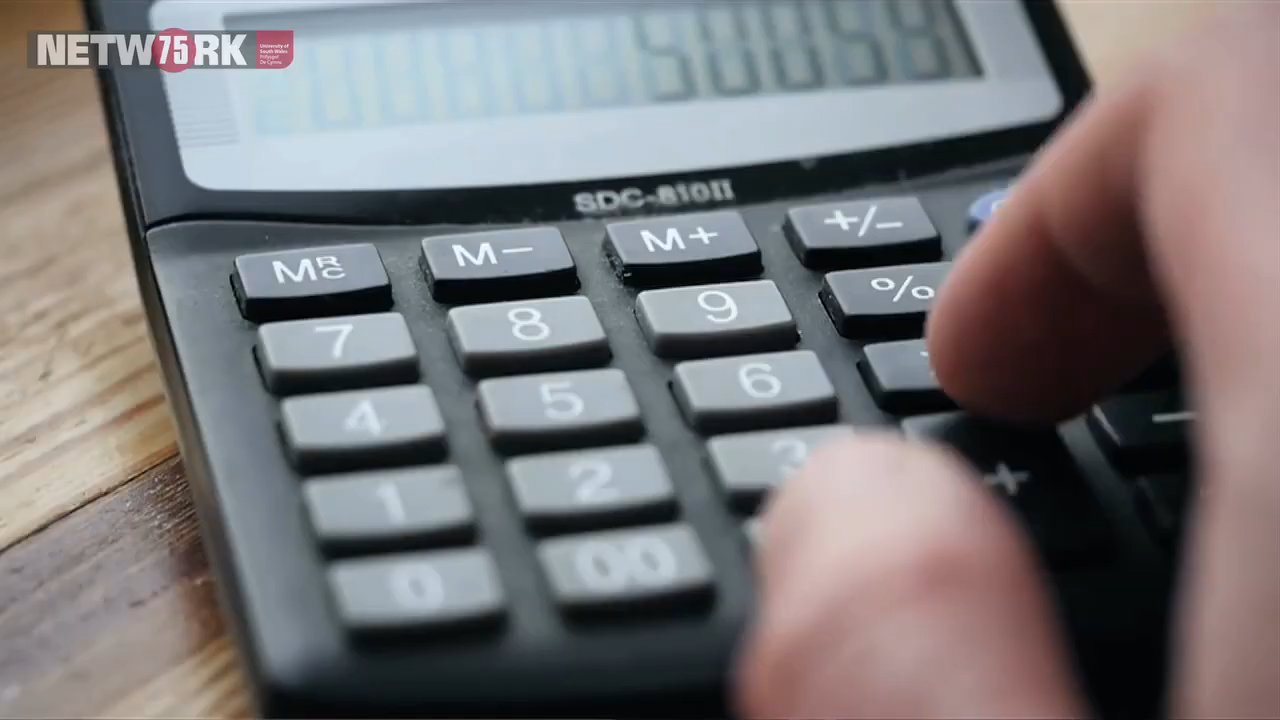 NETW75RK
University of
South Wales
Prifysgol
De Cymru
SDC-810II
MRC M− M+ +/−
7 8 9 %
4 5 6
1 2 3 + −
0 00